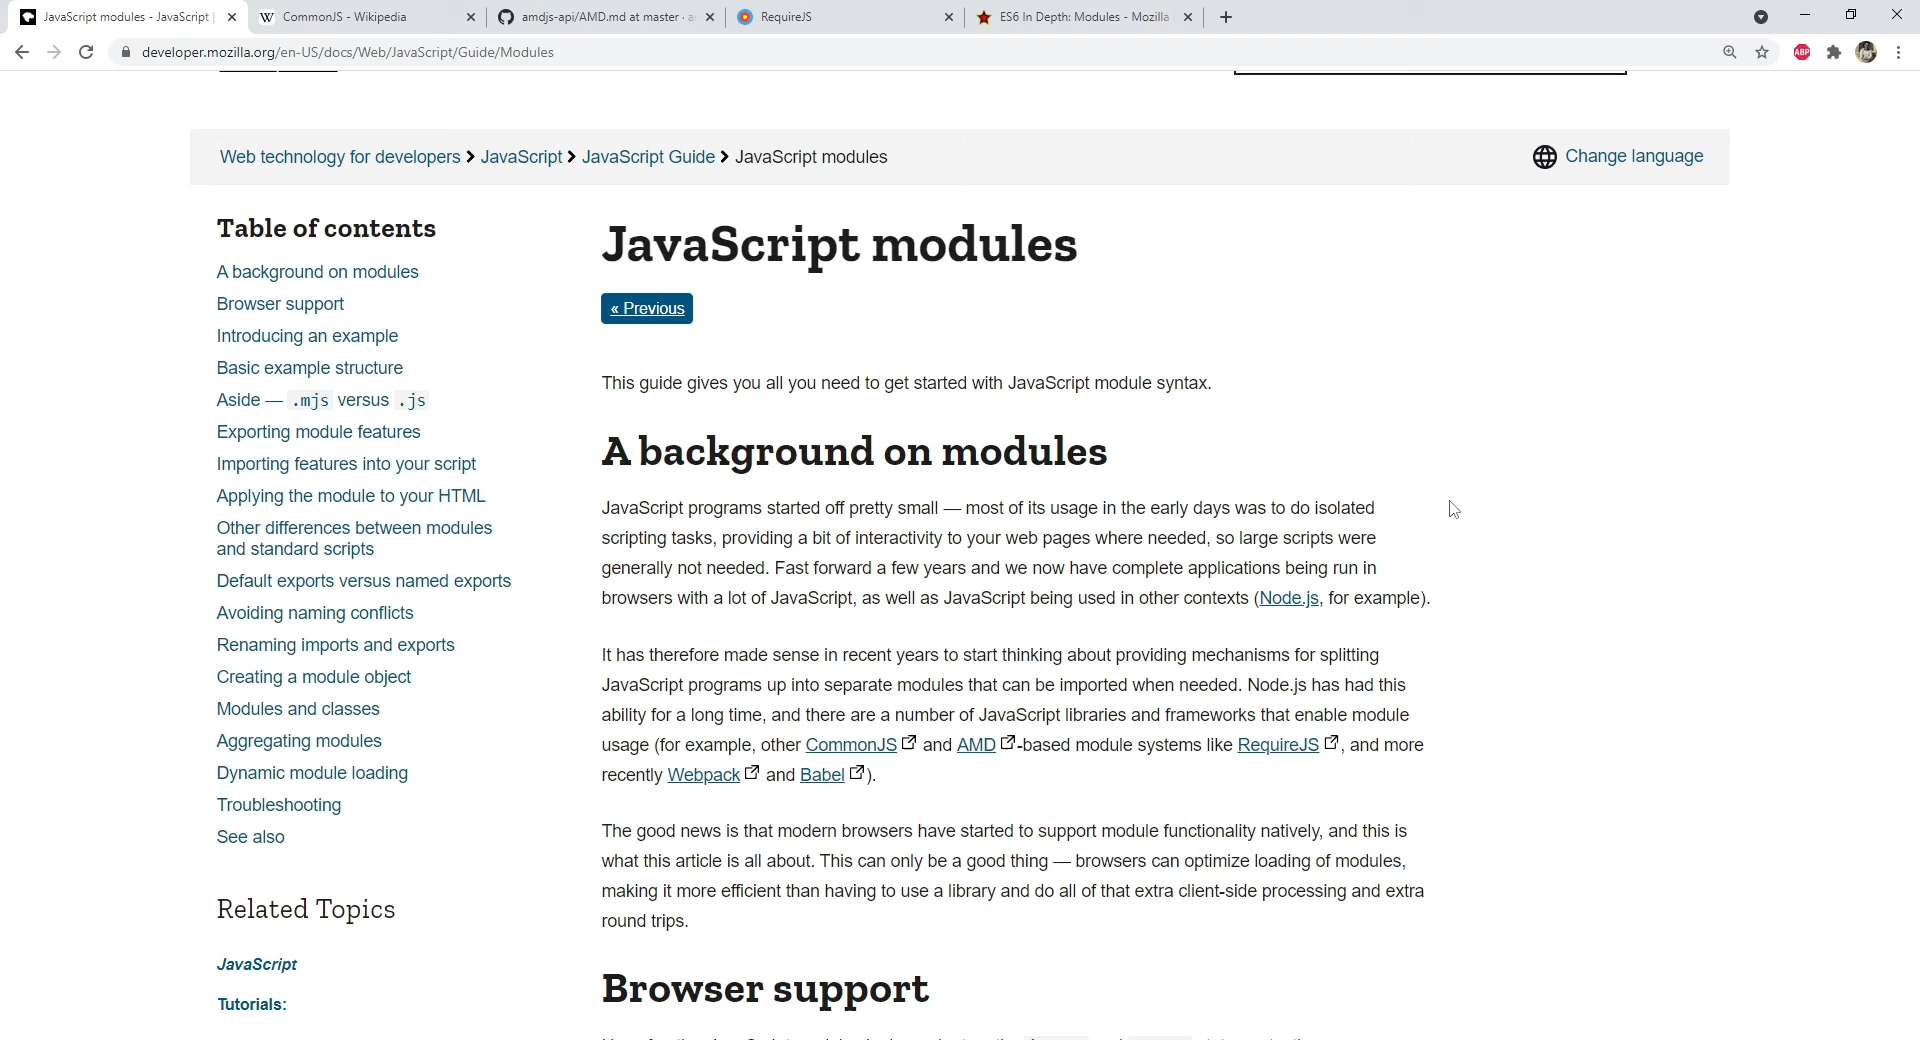 JavaScript modules - JavaScript |
CommonJS - Wikipedia
amdjs-api/AMD.md at master · a
RequireJS
ES6 In Depth: Modules - Mozilla
developer.mozilla.org/en-US/docs/Web/JavaScript/Guide/Modules
ABP
Web technology for developers > JavaScript > JavaScript Guide > JavaScript modules
Change language
Table of contents
A background on modules
Browser support
Introducing an example
Basic example structure
Aside — .mjs versus .js
Exporting module features
Importing features into your script
Applying the module to your HTML
Other differences between modules
and standard scripts
Default exports versus named exports
Avoiding naming conflicts
Renaming imports and exports
Creating a module object
Modules and classes
Aggregating modules
Dynamic module loading
Troubleshooting
See also
Related Topics
JavaScript
Tutorials:
JavaScript modules
« Previous
This guide gives you all you need to get started with JavaScript module syntax.
A background on modules
JavaScript programs started off pretty small — most of its usage in the early days was to do isolated
scripting tasks, providing a bit of interactivity to your web pages where needed, so large scripts were
generally not needed. Fast forward a few years and we now have complete applications being run in
browsers with a lot of JavaScript, as well as JavaScript being used in other contexts (Node.js, for example).
It has therefore made sense in recent years to start thinking about providing mechanisms for splitting
JavaScript programs up into separate modules that can be imported when needed. Node.js has had this
ability for a long time, and there are a number of JavaScript libraries and frameworks that enable module
usage (for example, other CommonJS and AMD-based module systems like RequireJS, and more
recently Webpack and Babel).
The good news is that modern browsers have started to support module functionality natively, and this is
what this article is all about. This can only be a good thing — browsers can optimize loading of modules,
making it more efficient than having to use a library and do all of that extra client-side processing and extra
round trips.
Browser support